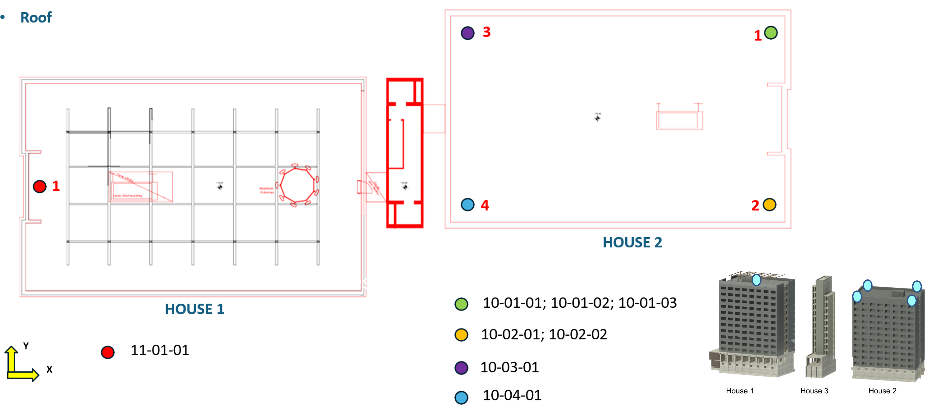 • Roof
3
1
1
4
2
HOUSE 2
HOUSE 1
10-01-01; 10-01-02; 10-01-03
10-02-01; 10-02-02
10-03-01
10-04-01
11-01-01
Y
X
House 1
House 3
House 2